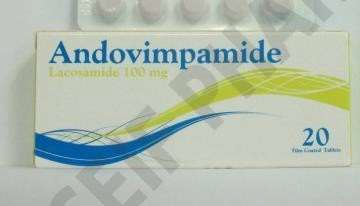 Andovimpamide
Lacosamide 100 mg
20
Film Coated Tablets